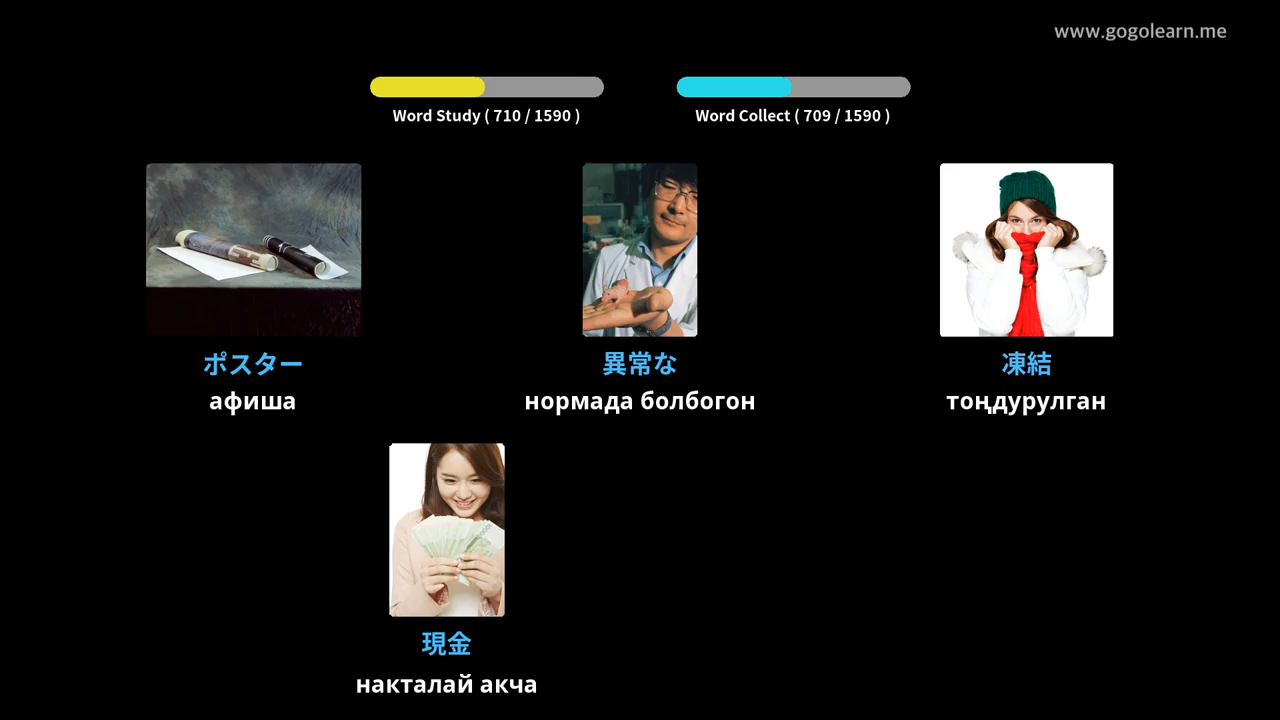 www.gogolearn.me
Word Study ( 710 / 1590 )
Word Collect ( 709 / 1590 )
ポスター
афиша
異常な
нормада болбогон
凍結
тоңдурулган
現金
накталай акча